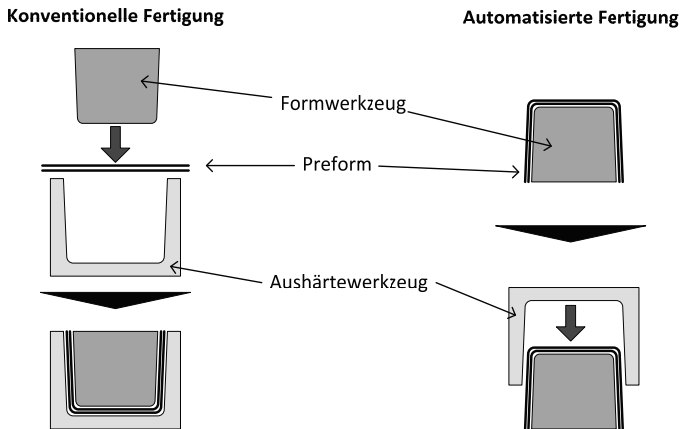 Konventionelle Fertigung
Automatisierte Fertigung
Formwerkzeug
Preform
Aushärtewerkzeug